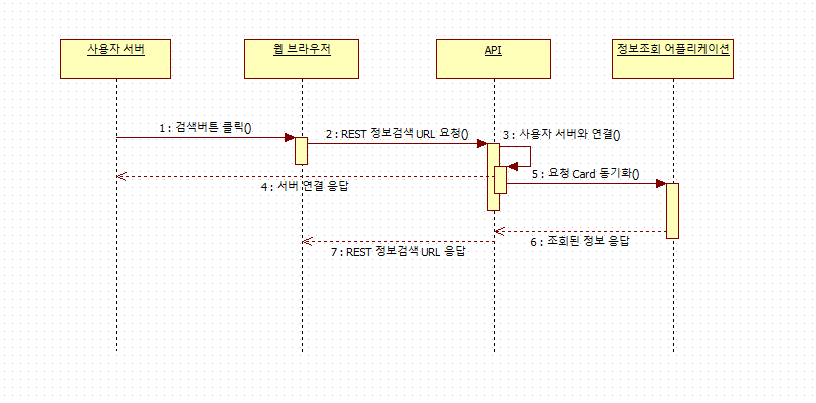 사용자 서버
웹 브라우저
API
정보조회 어플리케이션
1 : 검색버튼 클릭()
2 : REST 정보검색 URL 요청()
3 : 사용자 서버와 연결()
4 : 서버 연결 응답
5 : 요청 Card 동기화()
6 : 조회된 정보 응답
7 : REST 정보검색 URL 응답